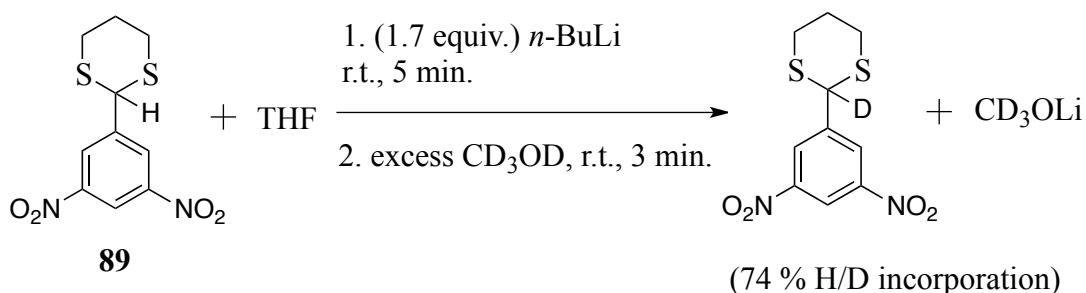 1. (1.7 equiv.) n-BuLi
r.t., 5 min.
S S
H
+ THF
2. excess CD₃OD, r.t., 3 min.
O₂N NO₂
89
S S
D
+ CD₃OLi
O₂N NO₂
(74 % H/D incorporation)